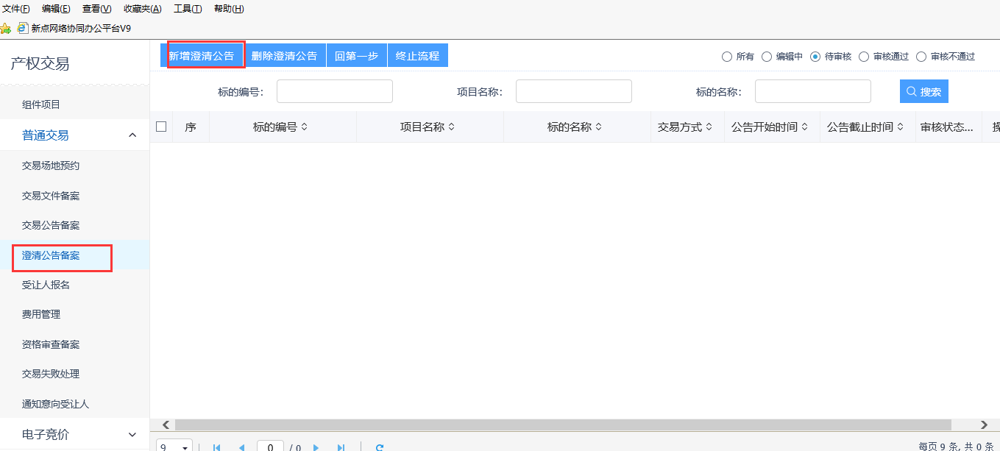 文件(F) 编辑(E) 查看(V) 收藏夹(A) 工具(T) 帮助(H)
新点网络协同办公平台V9
产权交易
组件项目
普通交易
交易场地预约
交易文件备案
交易公告备案
澄清公告备案
受让人报名
费用管理
资格审查备案
交易失败处理
通知意向受让人
电子竞价
新增澄清公告 删除澄清公告 回第一步 终止流程
所有 编辑中 待审核 审核通过 审核不通过
标的编号： 项目名称： 标的名称： 搜索
序 标的编号 项目名称 标的名称 交易方式 公告开始时间 公告截止时间 审核状态...
9 0 / 0 每页 9 条, 共 0 条